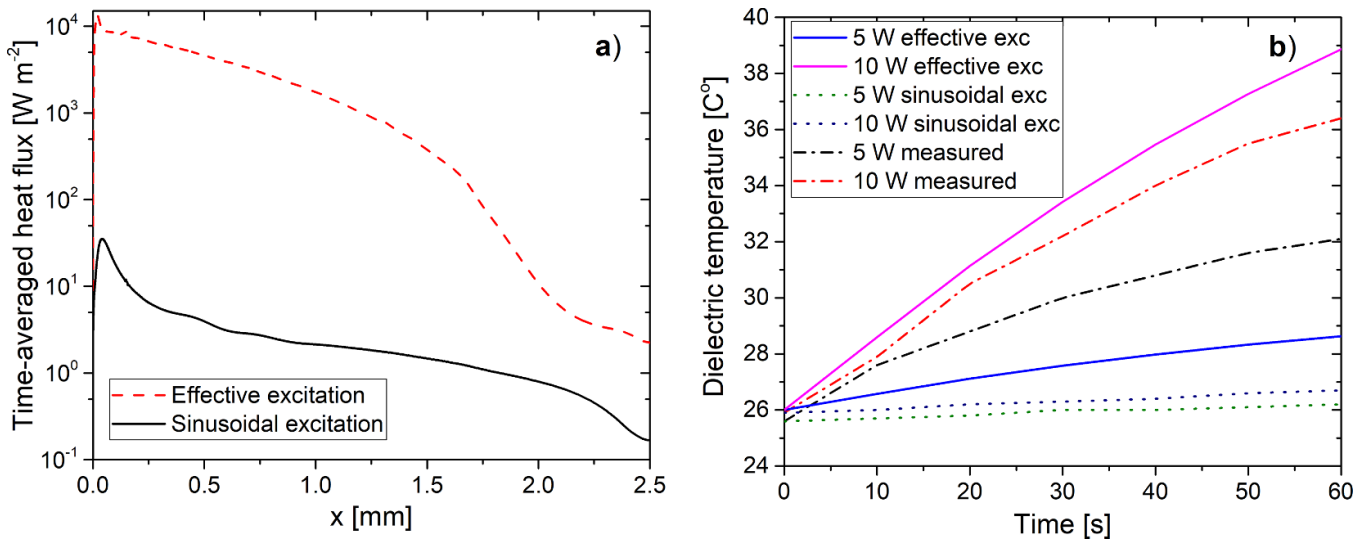 a)
Time-averaged heat flux [W m⁻²]
10⁴
10³
10²
10¹
10⁰
10⁻¹
Effective excitation
Sinusoidal excitation
0.0 0.5 1.0 1.5 2.0 2.5
x [mm]
b)
Dielectric temperature [C°]
40
38
36
34
32
30
28
26
24
5 W effective exc
10 W effective exc
5 W sinusoidal exc
10 W sinusoidal exc
5 W measured
10 W measured
0 10 20 30 40 50 60
Time [s]